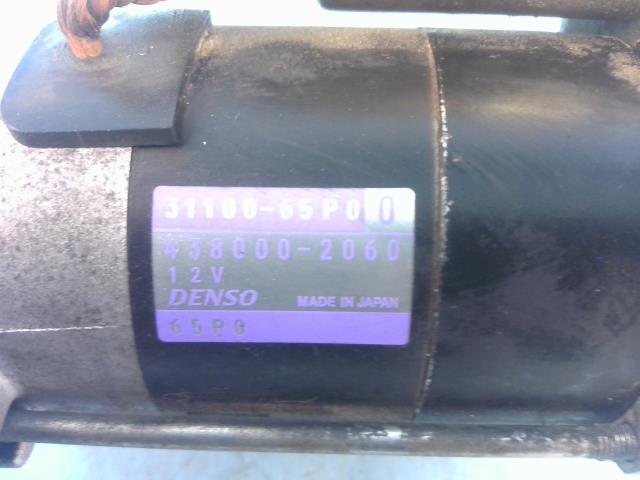 31100-65P00
438000-2060
12V
DENSO MADE IN JAPAN
65P0